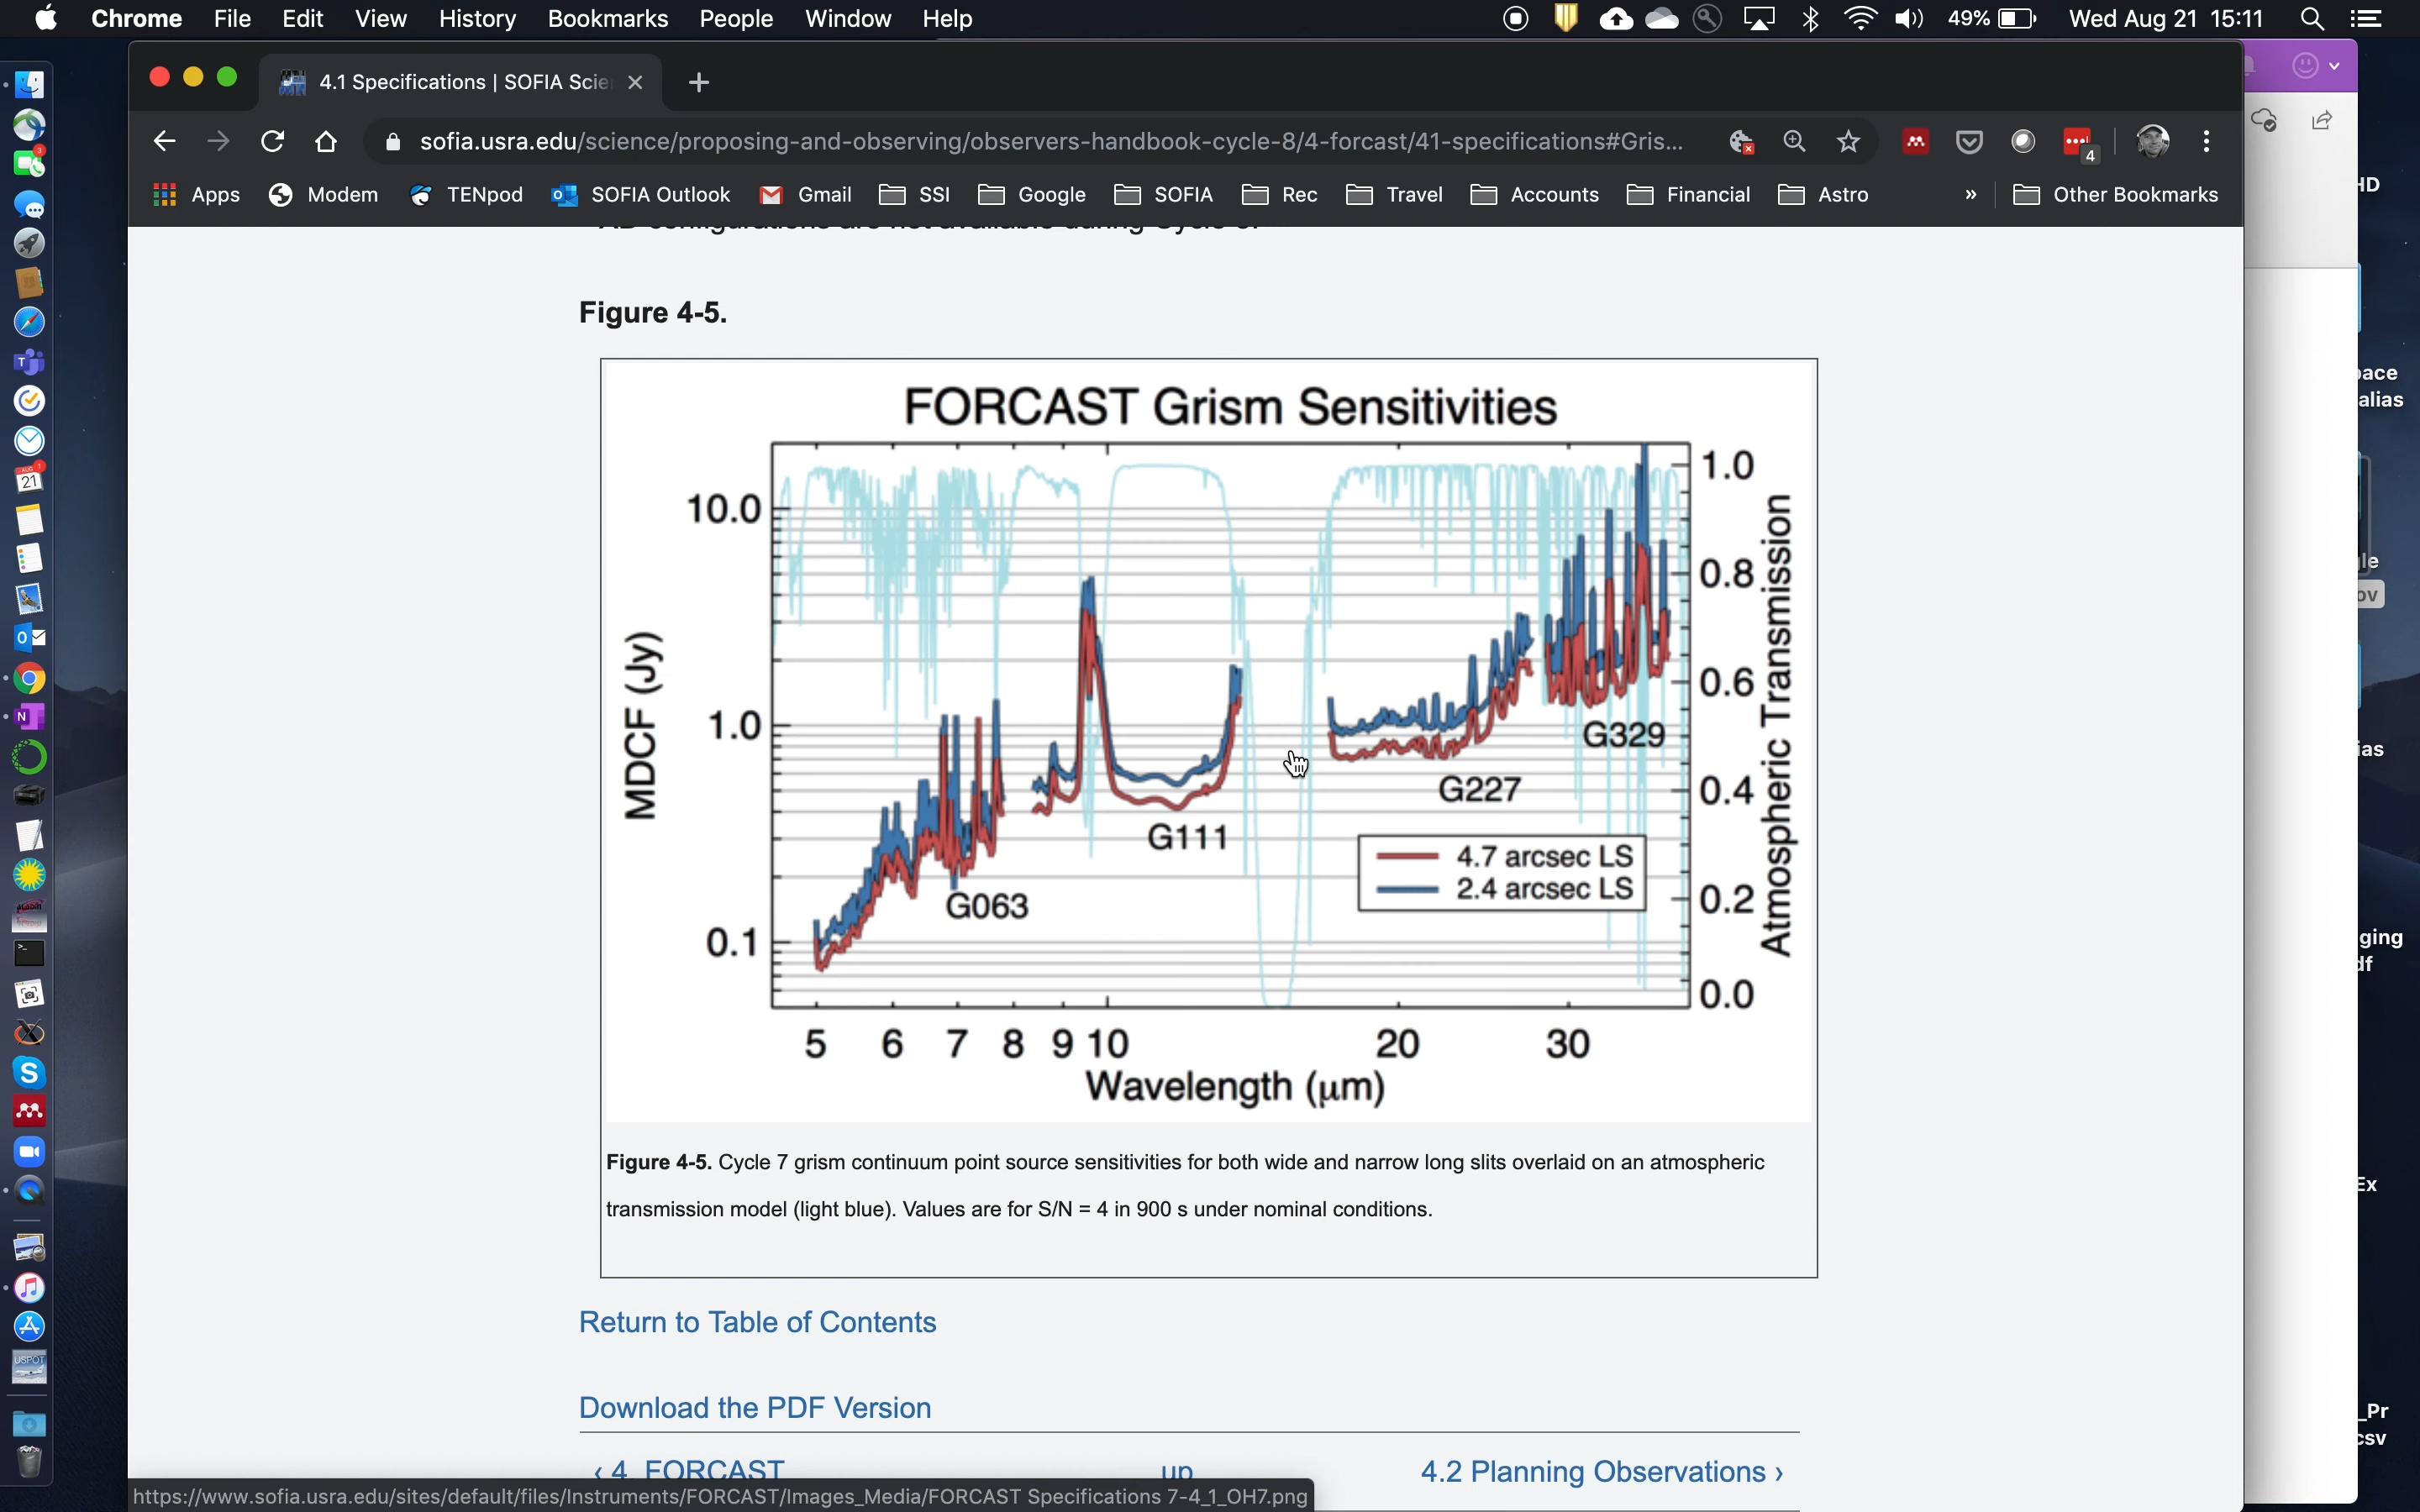 Chrome File Edit View History Bookmarks People Window Help 49% Wed Aug 21 15:11
4.1 Specifications | SOFIA Scie
sofia.usra.edu/science/proposing-and-observing/observers-handbook-cycle-8/4-forcast/41-specifications#Gris...
4
Apps Modem TENpod SOFIA Outlook Gmail SSI Google SOFIA Rec Travel Accounts Financial Astro » Other Bookmarks
Figure 4-5.
FORCAST Grism Sensitivities
10.0
1.0
0.1
MDCF (Jy)
1.0
0.8
0.6
0.4
0.2
0.0
Atmospheric Transmission
G329
G227
G111
G063
4.7 arcsec LS
2.4 arcsec LS
5 6 7 8 9 10 20 30
Wavelength (μm)
Figure 4-5. Cycle 7 grism continuum point source sensitivities for both wide and narrow long slits overlaid on an atmospheric
transmission model (light blue). Values are for S/N = 4 in 900 s under nominal conditions.
Return to Table of Contents
Download the PDF Version
‹ 4. FORCAST up 4.2 Planning Observations ›
https://www.sofia.usra.edu/sites/default/files/Instruments/FORCAST/Images_Media/FORCAST Specifications 7-4_1_OH7.png
alias
csv